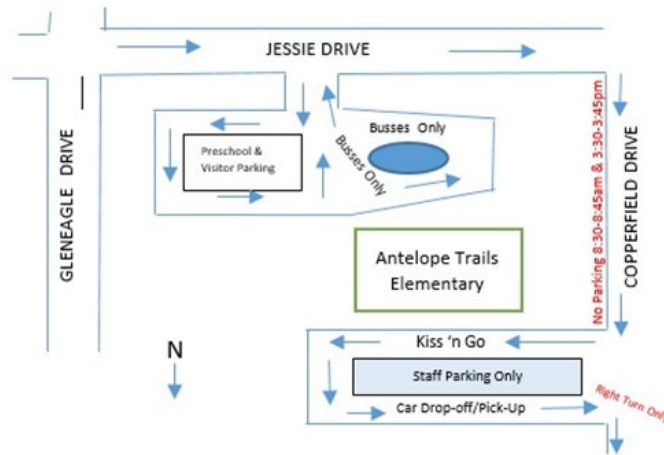 JESSIE DRIVE
GLENEAGLE DRIVE
Preschool &
Visitor Parking
Busses Only
Busses Only
No Parking 8:30-8:45am & 3:30-3:45pm
COPPERFIELD DRIVE
Antelope Trails
Elementary
N
Kiss 'n Go
Staff Parking Only
Car Drop-off/Pick-Up
Right Turn Only